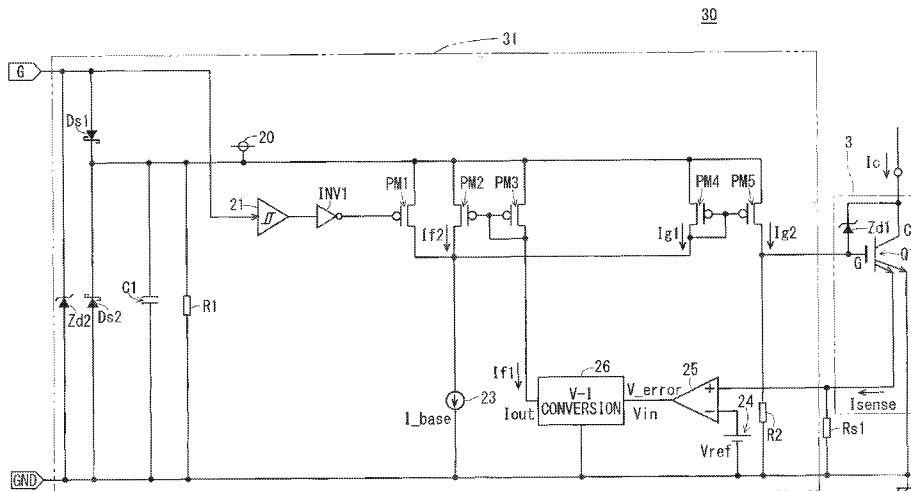 30
31
G
Ds1
20
3
Ic
PM1
PM2
PM3
PM4
PM5
INV1
21
If2
Ig1
Ig2
Zd1
C
Q
G
C1
R1
Zd2
Ds2
If1
26
25
23
I_base
Iout
V-I
CONVERSION
V_error
Vin
+
−
24
Vref
R2
Isense
Rs1
GND